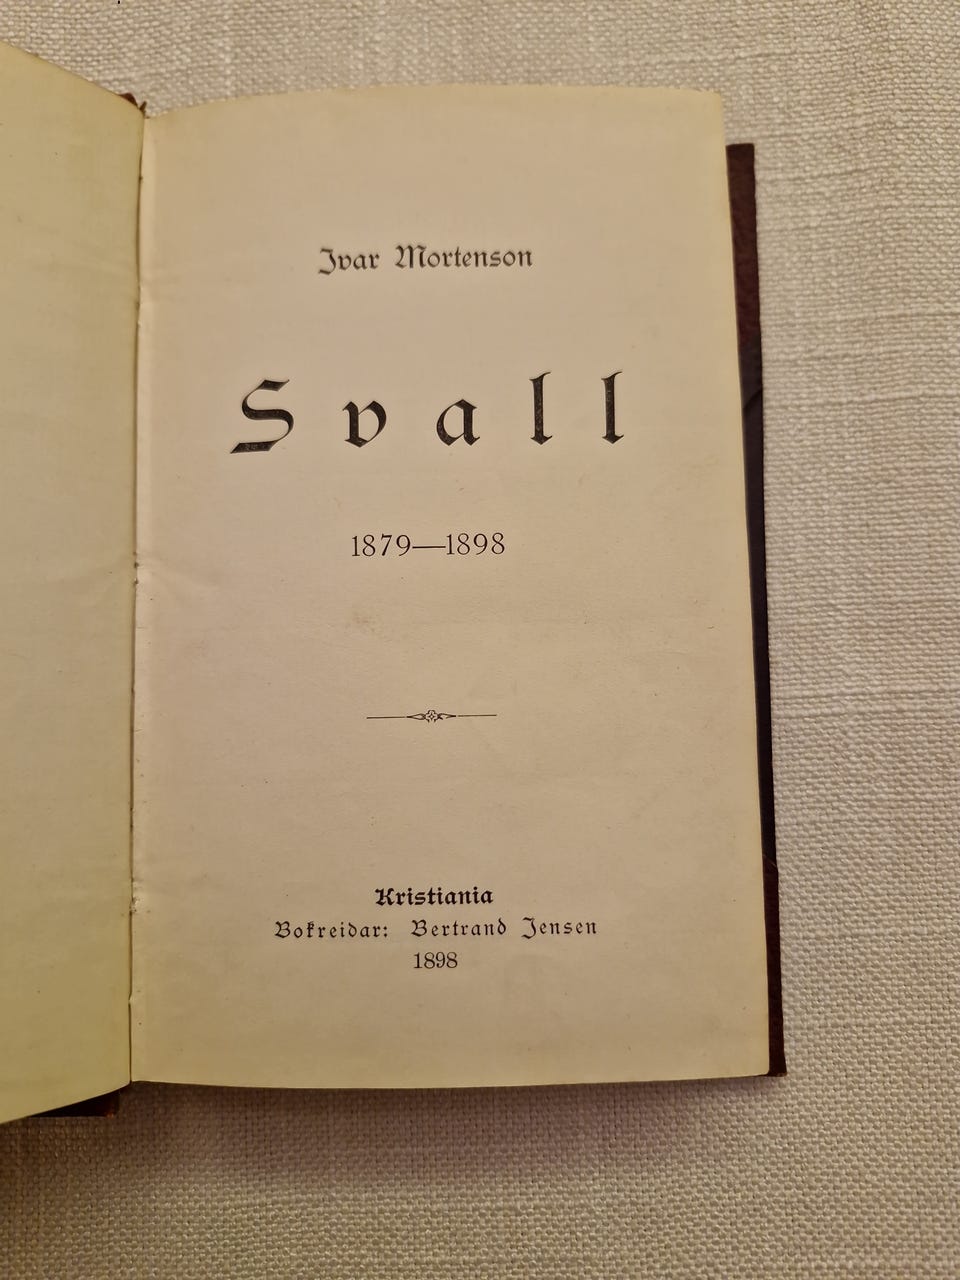 Ivar Mortenson
Svall
1879—1898
Kristiania
Bokreidar: Bertrand Jensen
1898